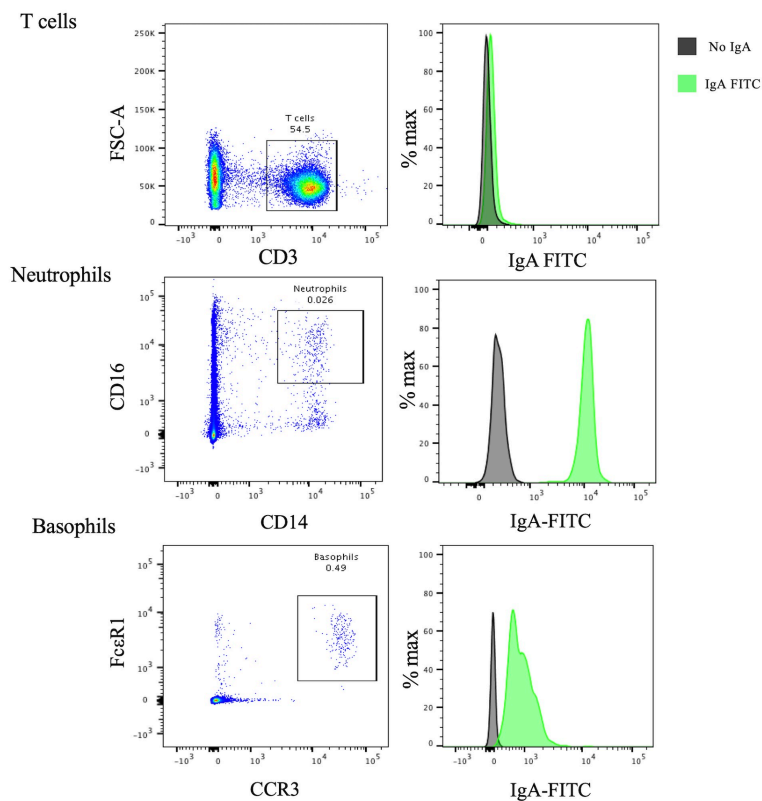 T cells
No IgA
IgA FITC
250K
200K
150K
100K
50K
0
FSC-A
T cells
54.5
-10³ 0 10³ 10⁴ 10⁵
CD3
100
80
60
40
20
0
% max
0 10³ 10⁴ 10⁵
IgA FITC
Neutrophils
10⁵
10⁴
10³
0
-10³
CD16
Neutrophils
0.026
-10³ 0 10³ 10⁴ 10⁵
CD14
100
80
60
40
20
0
% max
0 10³ 10⁴ 10⁵
IgA-FITC
Basophils
10⁵
10⁴
10³
0
-10³
FcεR1
Basophils
0.49
-10³ 0 10³ 10⁴ 10⁵
CCR3
100
80
60
40
20
0
% max
-10³ 0 10³ 10⁴ 10⁵
IgA-FITC